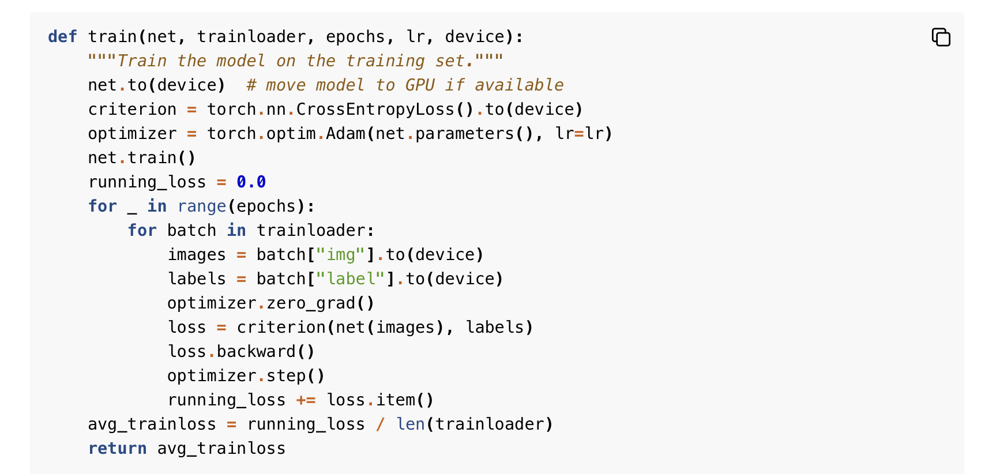 def train(net, trainloader, epochs, lr, device):
    """Train the model on the training set."""
    net.to(device)  # move model to GPU if available
    criterion = torch.nn.CrossEntropyLoss().to(device)
    optimizer = torch.optim.Adam(net.parameters(), lr=lr)
    net.train()
    running_loss = 0.0
    for _ in range(epochs):
        for batch in trainloader:
            images = batch["img"].to(device)
            labels = batch["label"].to(device)
            optimizer.zero_grad()
            loss = criterion(net(images), labels)
            loss.backward()
            optimizer.step()
            running_loss += loss.item()
    avg_trainloss = running_loss / len(trainloader)
    return avg_trainloss